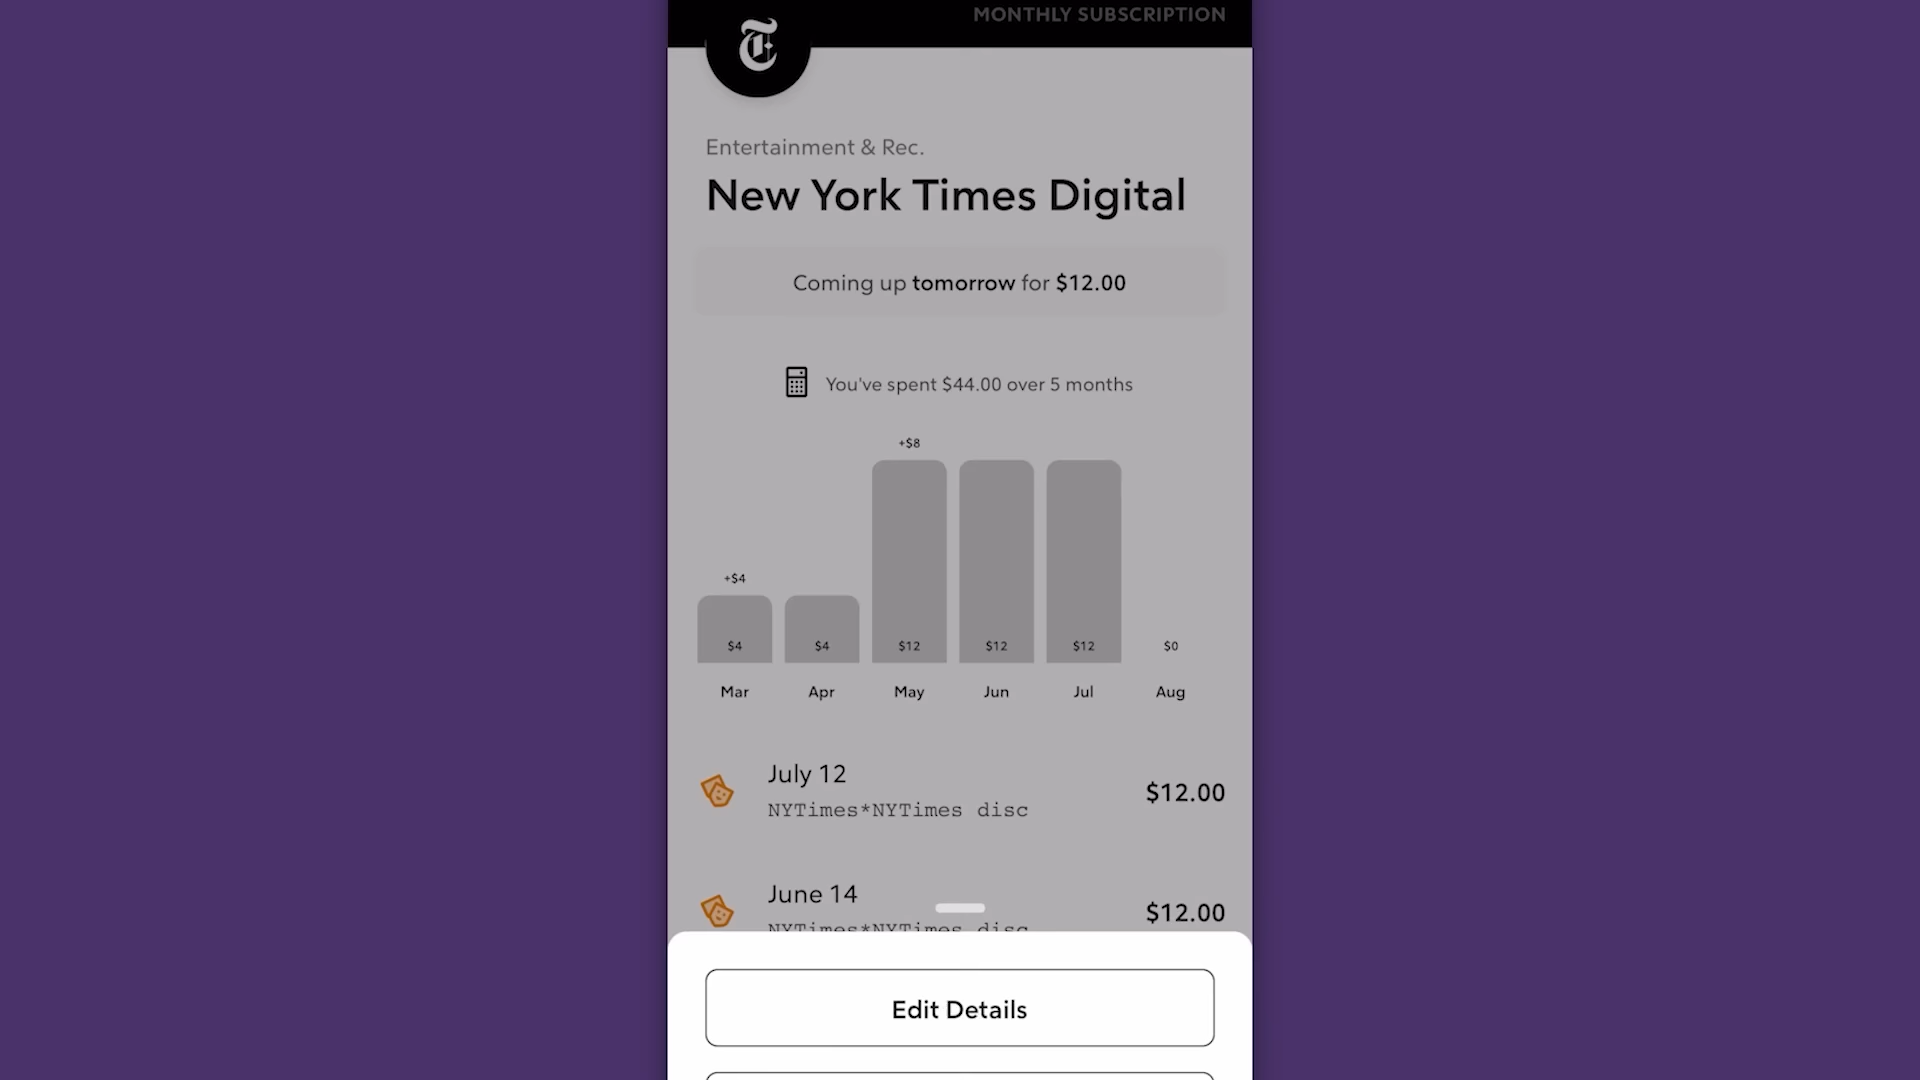 MONTHLY SUBSCRIPTION
T
Entertainment & Rec.
New York Times Digital
Coming up tomorrow for $12.00
You've spent $44.00 over 5 months
+$8
+$4
$4 $4 $12 $12 $12 $0
Mar Apr May Jun Jul Aug
July 12
NYTimes*NYTimes disc
$12.00
June 14
NYTimes*NYTimes disc
$12.00
Edit Details